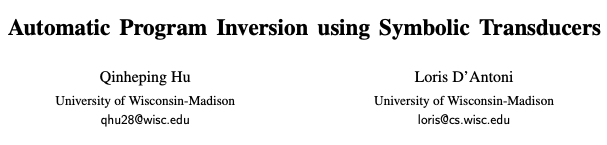 Automatic Program Inversion using Symbolic Transducers
Qinheping Hu
University of Wisconsin-Madison
qhu28@wisc.edu
Loris D'Antoni
University of Wisconsin-Madison
loris@cs.wisc.edu